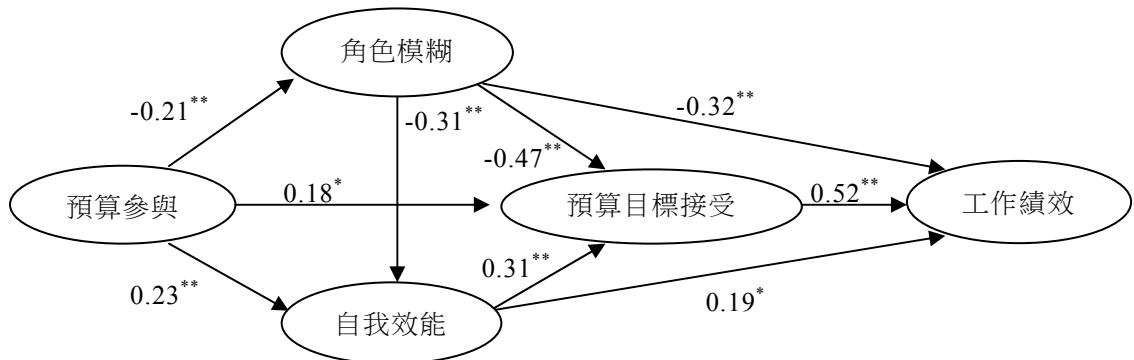 角色模糊
-0.21**
-0.31**
-0.32**
-0.47**
預算參與
0.18*
預算目標接受
0.52**
工作績效
0.23**
0.31**
0.19*
自我效能